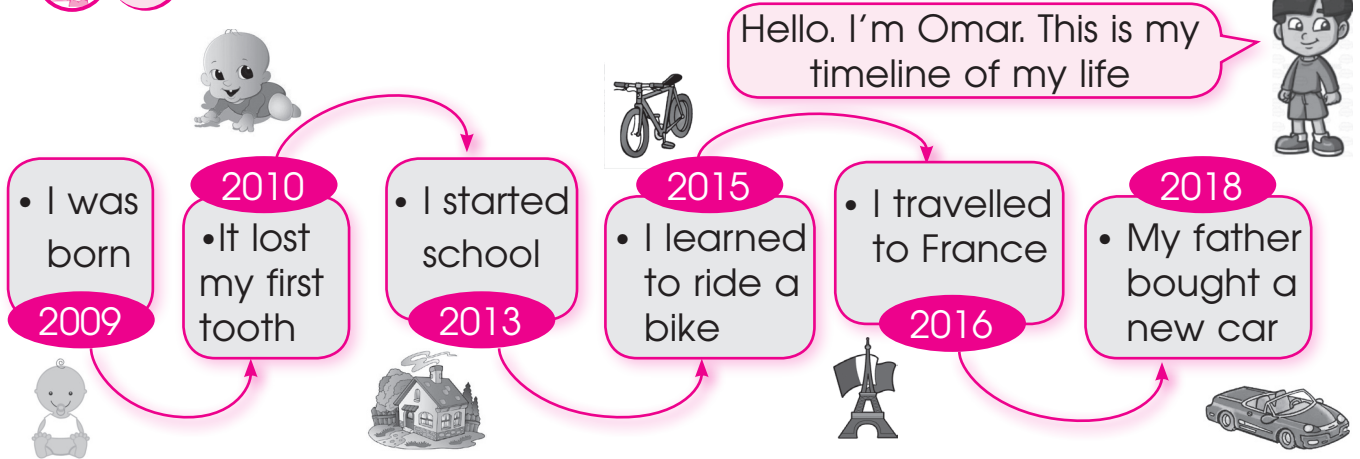 Hello. I'm Omar. This is my
timeline of my life
• I was
born
2009
2010
•It lost
my first
tooth
• I started
school
2013
2015
• I learned
to ride a
bike
• I travelled
to France
2016
2018
• My father
bought a
new car